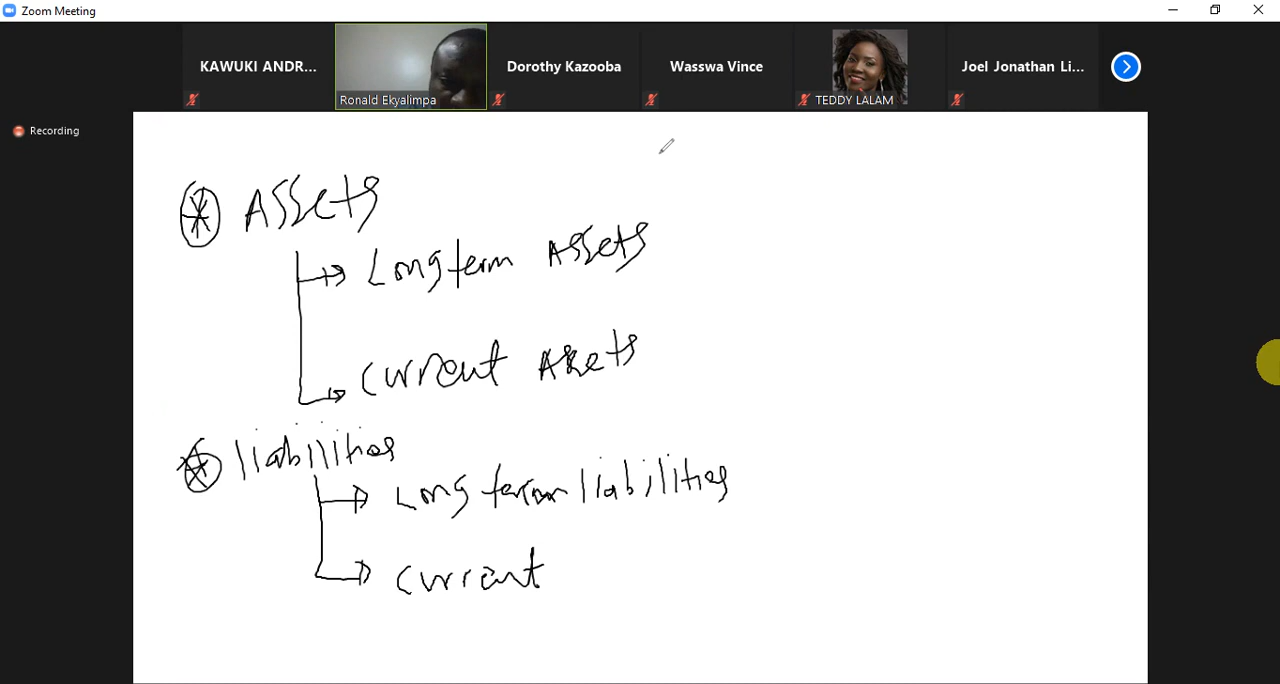 Zoom Meeting
KAWUKI ANDR...
Ronald Ekyalimpa
Dorothy Kazooba
Wasswa Vince
TEDDY LALAM
Joel Jonathan Li...
Recording
Assets
Long term Assets
Current Assets
liabilities
Long term liabilities
Current